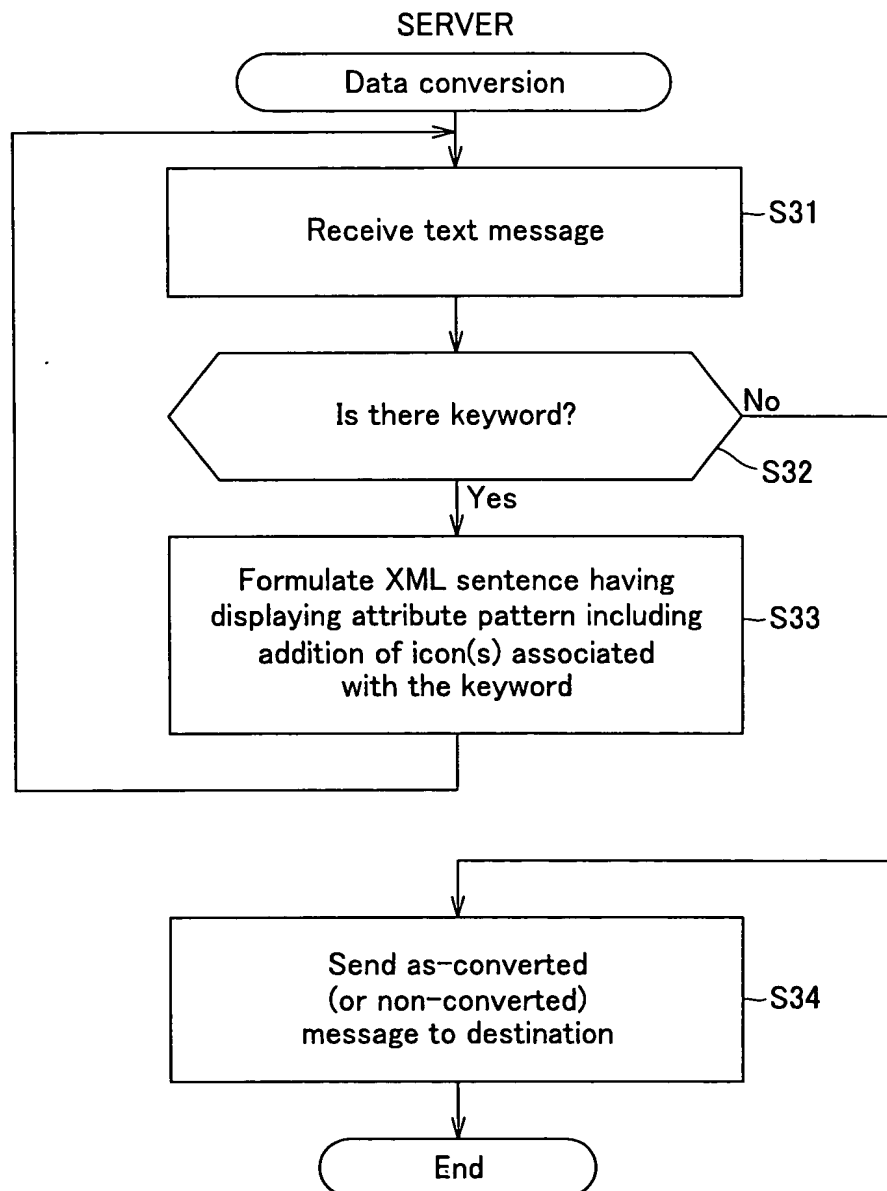 SERVER
Data conversion
Receive text message
S31
Is there keyword?
No
S32
Yes
Formulate XML sentence having
displaying attribute pattern including
addition of icon(s) associated
with the keyword
S33
Send as-converted
(or non-converted)
message to destination
S34
End